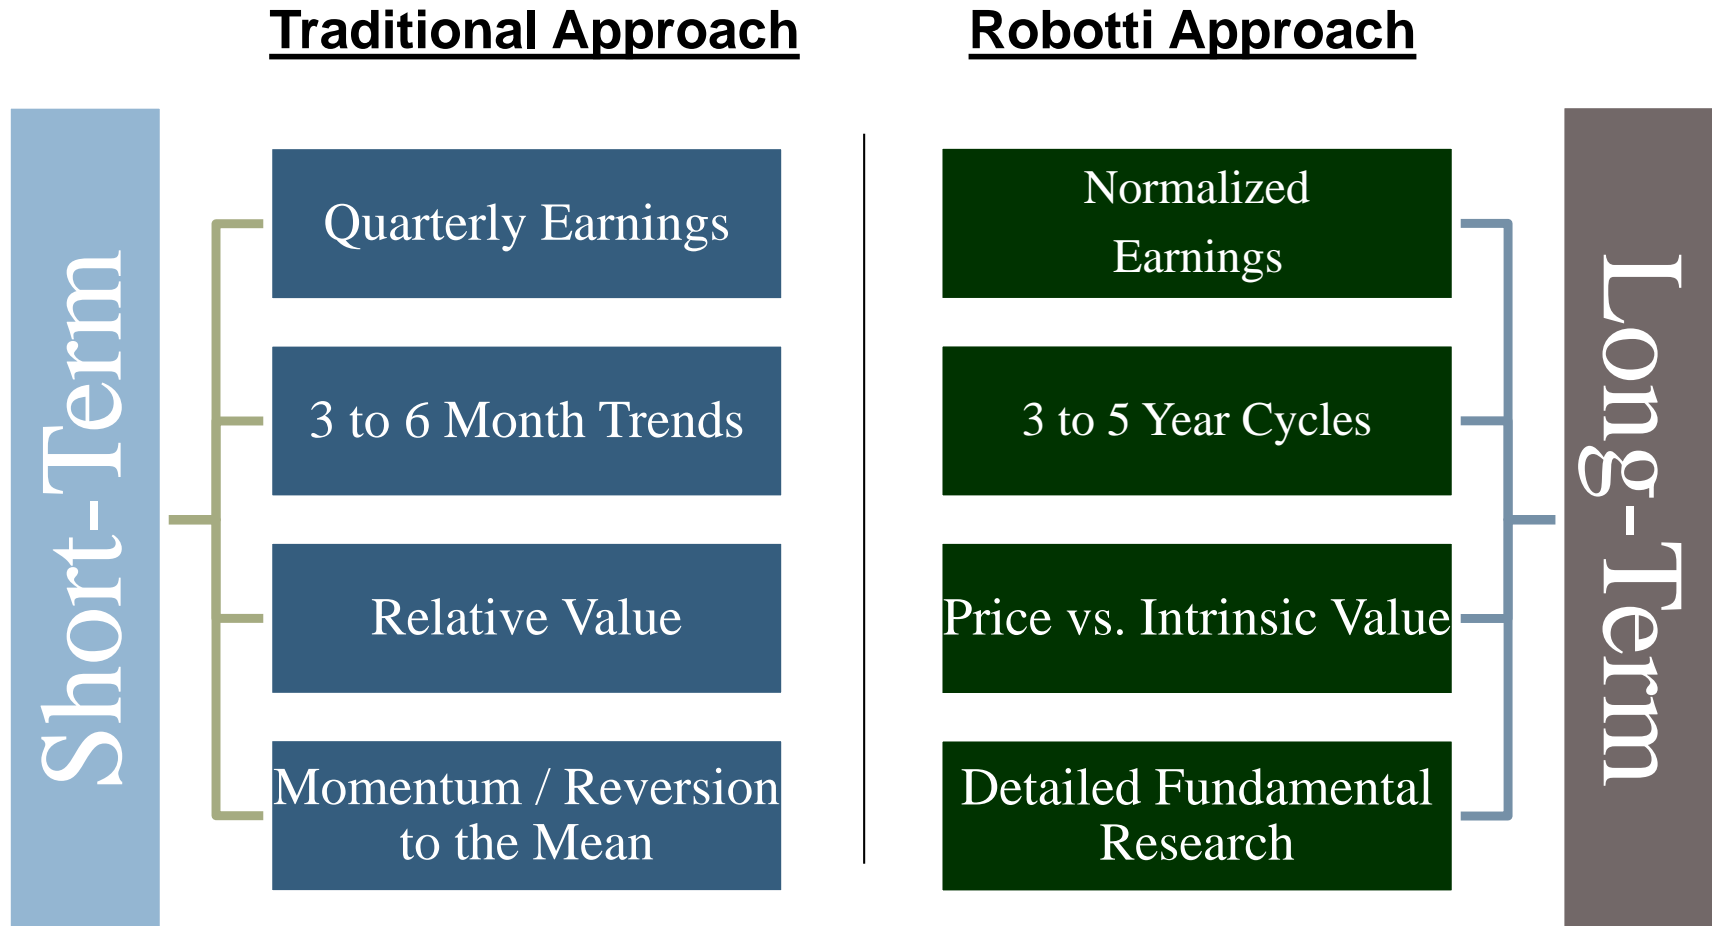 Traditional Approach
Robotti Approach
Short-Term
Quarterly Earnings
3 to 6 Month Trends
Relative Value
Momentum / Reversion
to the Mean
Normalized
Earnings
3 to 5 Year Cycles
Price vs. Intrinsic Value
Detailed Fundamental
Research
Long-Term